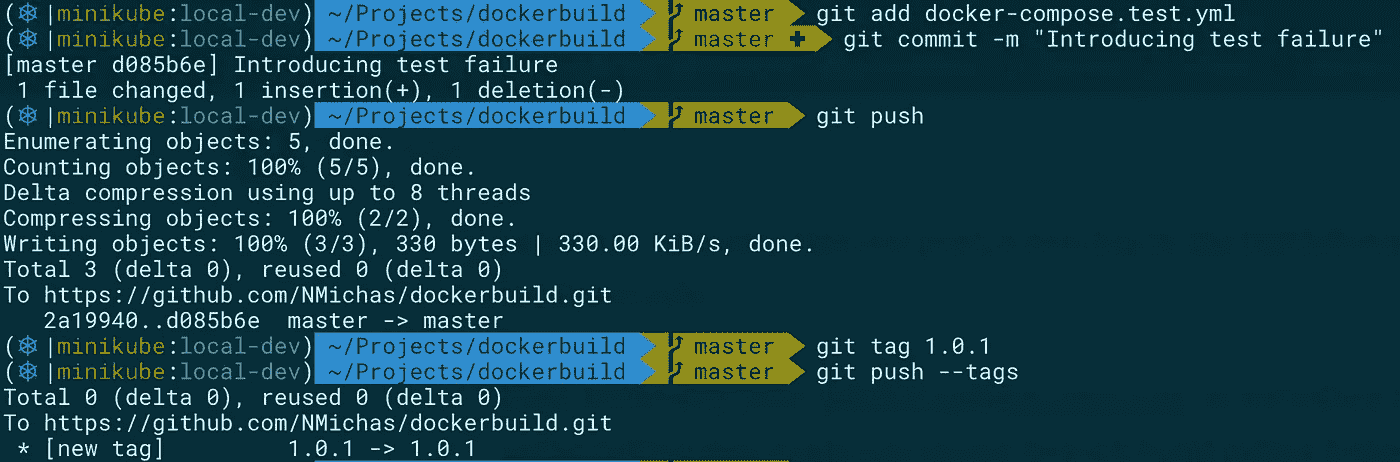 (☸ |minikube:local-dev) ~/Projects/dockerbuild master git add docker-compose.test.yml
(☸ |minikube:local-dev) ~/Projects/dockerbuild master ✚ git commit -m "Introducing test failure"
[master d085b6e] Introducing test failure
 1 file changed, 1 insertion(+), 1 deletion(-)
(☸ |minikube:local-dev) ~/Projects/dockerbuild master git push
Enumerating objects: 5, done.
Counting objects: 100% (5/5), done.
Delta compression using up to 8 threads
Compressing objects: 100% (2/2), done.
Writing objects: 100% (3/3), 330 bytes | 330.00 KiB/s, done.
Total 3 (delta 0), reused 0 (delta 0)
To https://github.com/NMichas/dockerbuild.git
   2a19940..d085b6e  master -> master
(☸ |minikube:local-dev) ~/Projects/dockerbuild master git tag 1.0.1
(☸ |minikube:local-dev) ~/Projects/dockerbuild master git push --tags
Total 0 (delta 0), reused 0 (delta 0)
To https://github.com/NMichas/dockerbuild.git
 * [new tag]         1.0.1 -> 1.0.1